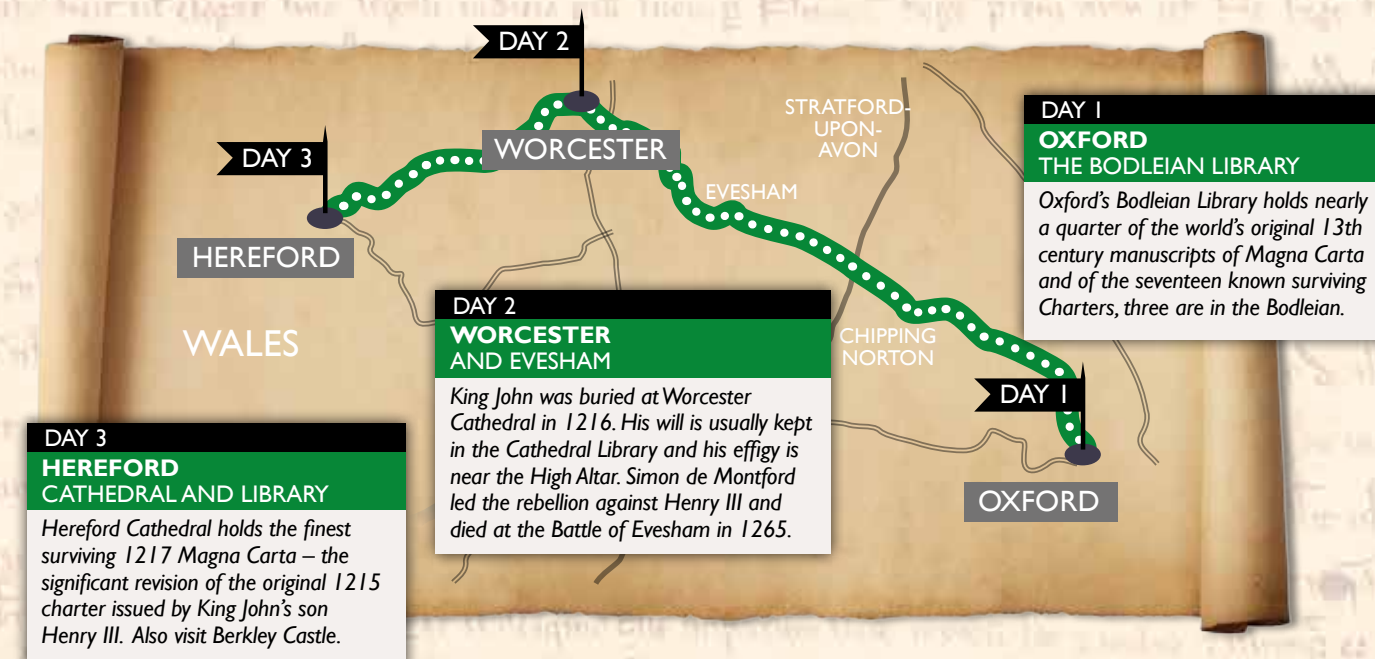 DAY 2
DAY 3
WORCESTER
HEREFORD
STRATFORD-
UPON-
AVON
EVESHAM
WALES
CHIPPING
NORTON
DAY 1
OXFORD
DAY 1
OXFORD
THE BODLEIAN LIBRARY
Oxford's Bodleian Library holds nearly
a quarter of the world's original 13th
century manuscripts of Magna Carta
and of the seventeen known surviving
Charters, three are in the Bodleian.
DAY 2
WORCESTER
AND EVESHAM
King John was buried at Worcester
Cathedral in 1216. His will is usually kept
in the Cathedral Library and his effigy is
near the High Altar. Simon de Montford
led the rebellion against Henry III and
died at the Battle of Evesham in 1265.
DAY 3
HEREFORD
CATHEDRAL AND LIBRARY
Hereford Cathedral holds the finest
surviving 1217 Magna Carta – the
significant revision of the original 1215
charter issued by King John's son
Henry III. Also visit Berkley Castle.